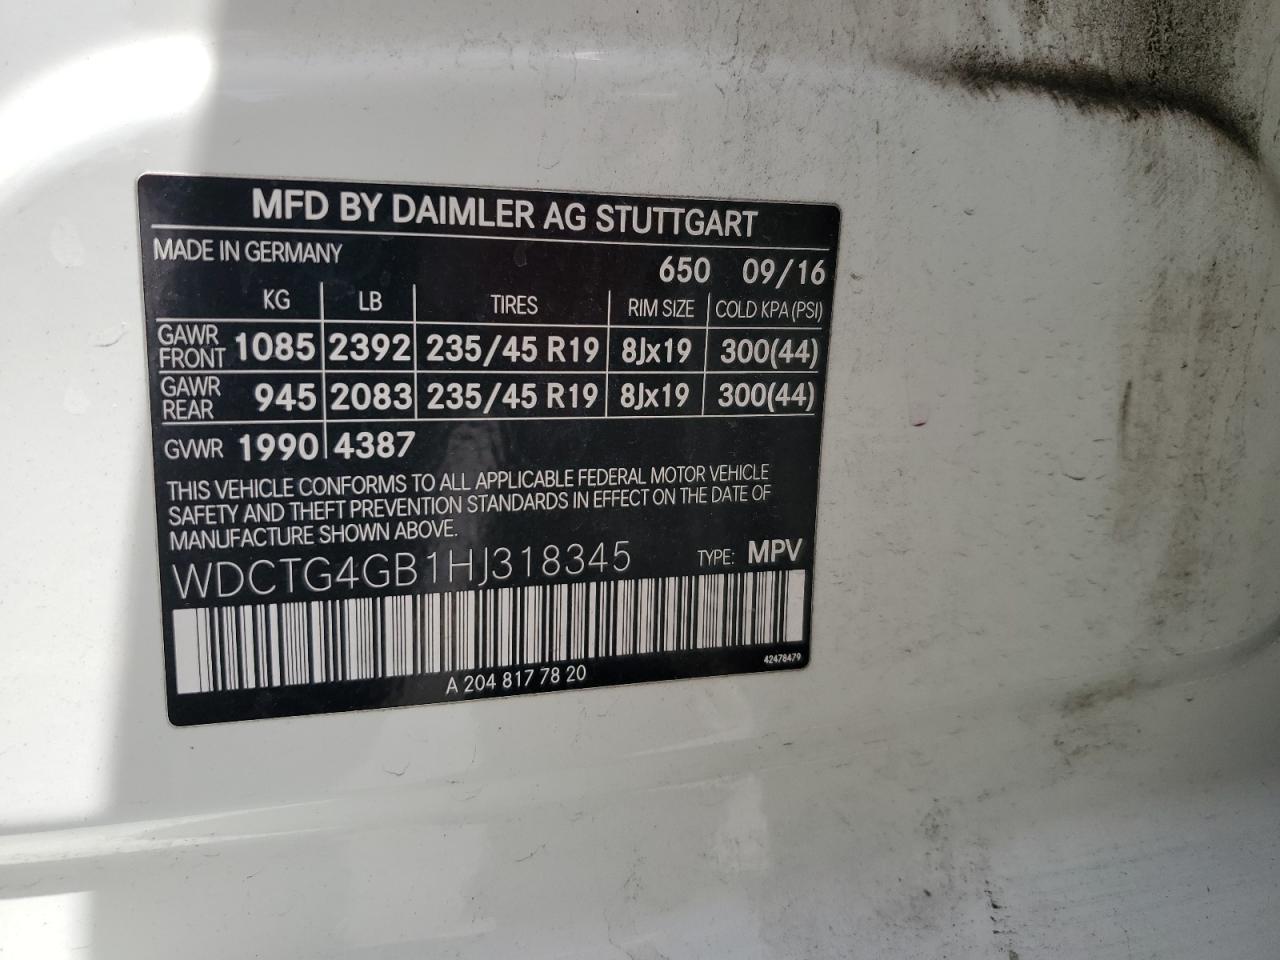 MFD BY DAIMLER AG STUTTGART
MADE IN GERMANY
650 09/16
KG LB TIRES RIM SIZE COLD KPA (PSI)
GAWR FRONT 1085 2392 235/45 R19 8Jx19 300(44)
GAWR REAR 945 2083 235/45 R19 8Jx19 300(44)
GVWR 1990 4387
THIS VEHICLE CONFORMS TO ALL APPLICABLE FEDERAL MOTOR VEHICLE
SAFETY AND THEFT PREVENTION STANDARDS IN EFFECT ON THE DATE OF
MANUFACTURE SHOWN ABOVE.
WDCTG4GB1HJ318345 TYPE: MPV
A 204 817 78 20
42478479